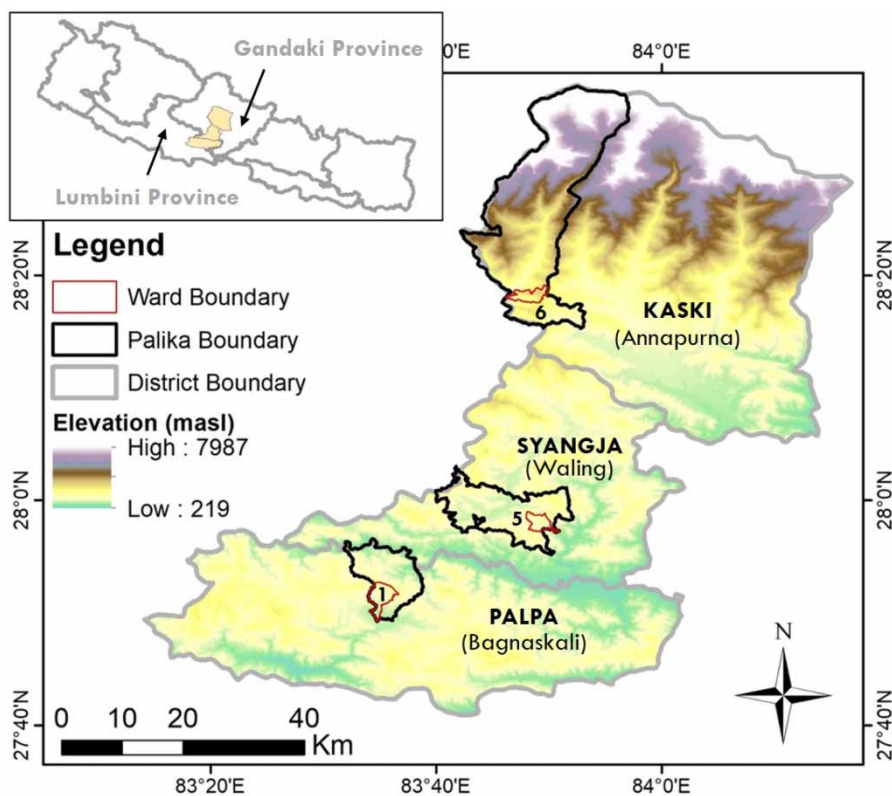 Gandaki Province
Lumbini Province
0'E
84°0'E
Legend
Ward Boundary
Palika Boundary
District Boundary
Elevation (masl)
High : 7987
Low : 219
28°20'N
28°20'N
KASKI
(Annapurna)
6
SYANGJA
(Waling)
5
28°0'N
28°0'N
1
PALPA
(Bagnaskali)
N
0 10 20 40
Km
27°40'N
27°40'N
83°20'E 83°40'E 84°0'E